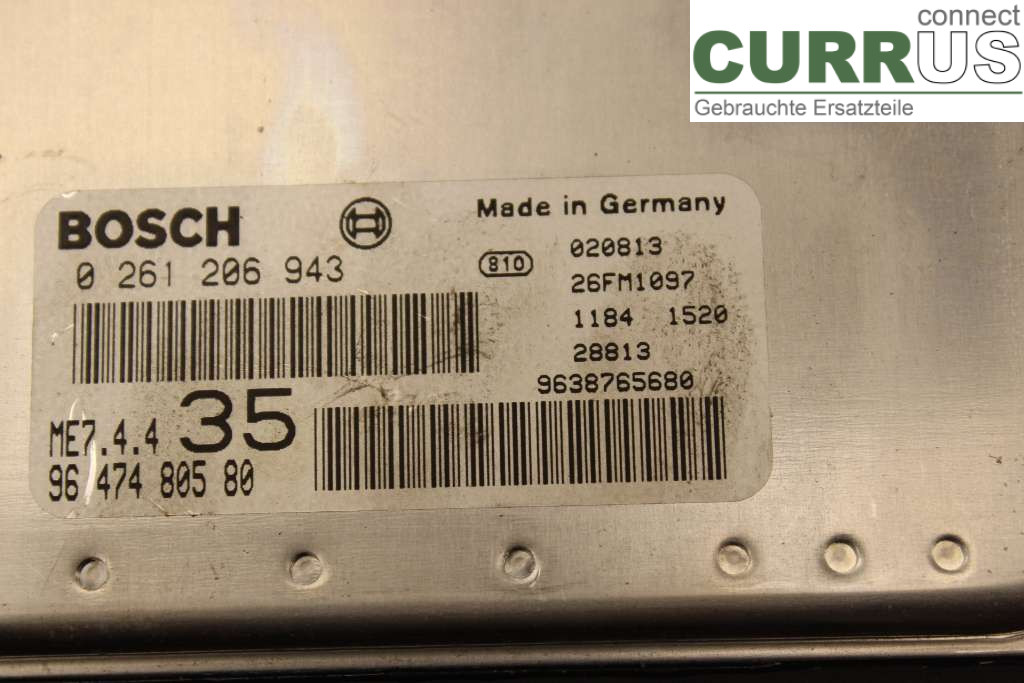 connect
CURRUS
Gebrauchte Ersatzteile
BOSCH
Made in Germany
0 261 206 943
810
020813
26FM1097
1184 1520
28813
9638765680
ME7.4.4 35
96 474 805 80